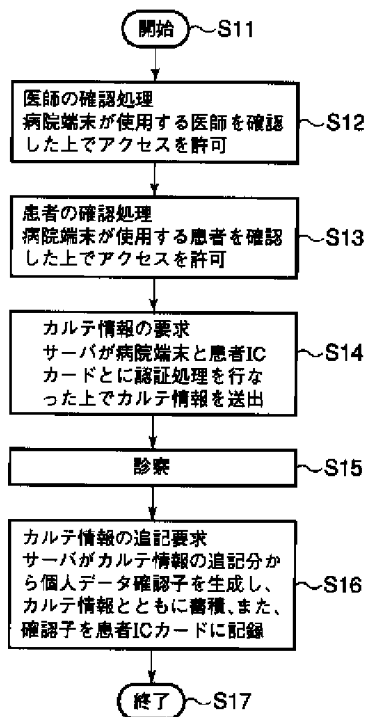 開始
S11
医師の確認処理
病院端末が使用する医師を確認
した上でアクセスを許可
S12
患者の確認処理
病院端末が使用する患者を確認
した上でアクセスを許可
S13
カルテ情報の要求
サーバが病院端末と患者IC
カードとに認証処理を行な
った上でカルテ情報を送出
S14
診察
S15
カルテ情報の追記要求
サーバがカルテ情報の追記分か
ら個人データ確認子を生成し、
カルテ情報とともに蓄積、また、
確認子を患者ICカードに記録
S16
終了
S17